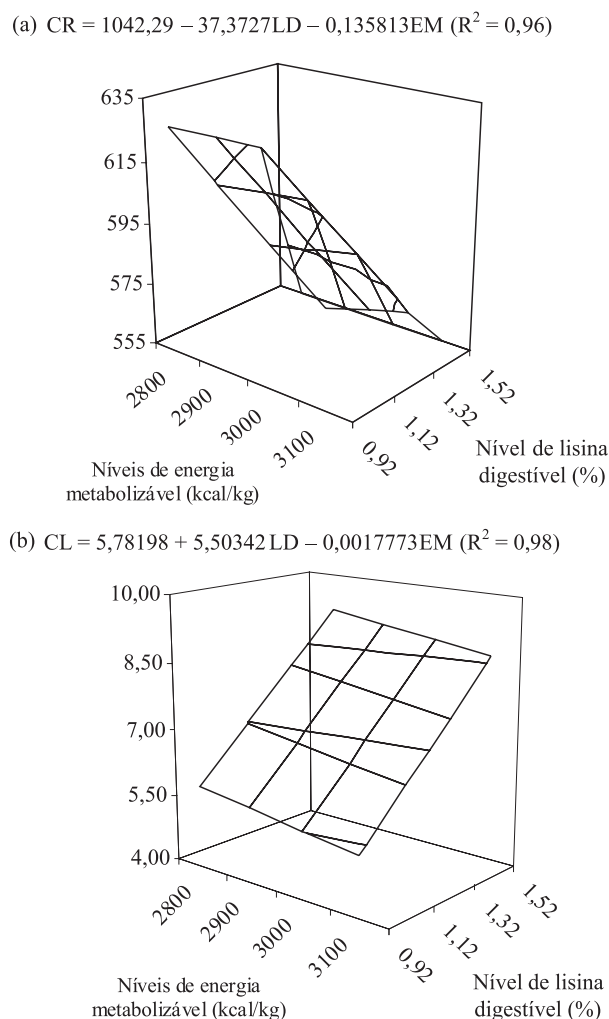 (a) CR = 1042,29 – 37,3727LD – 0,135813EM (R² = 0,96)
635
615
595
575
555
2800
2900
3000
3100
0,92
1,12
1,32
1,52
Níveis de energia
metabolizável (kcal/kg)
Nível de lisina
digestível (%)
(b) CL = 5,78198 + 5,50342LD – 0,0017773EM (R² = 0,98)
10,00
8,50
7,00
5,50
4,00
2800
2900
3000
3100
0,92
1,12
1,32
1,52
Níveis de energia
metabolizável (kcal/kg)
Nível de lisina
digestível (%)